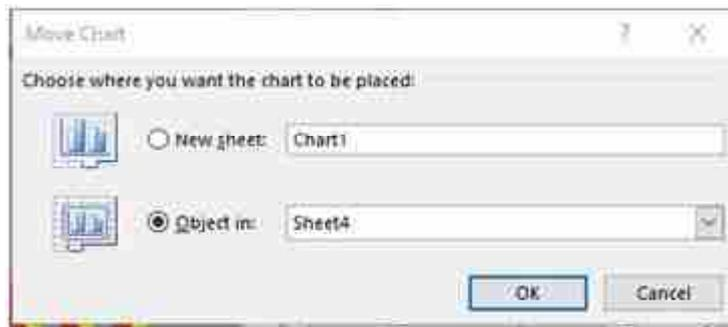 Move Chart ?
Choose where you want the chart to be placed:
New sheet: Chart1
Object in: Sheet4
OK Cancel